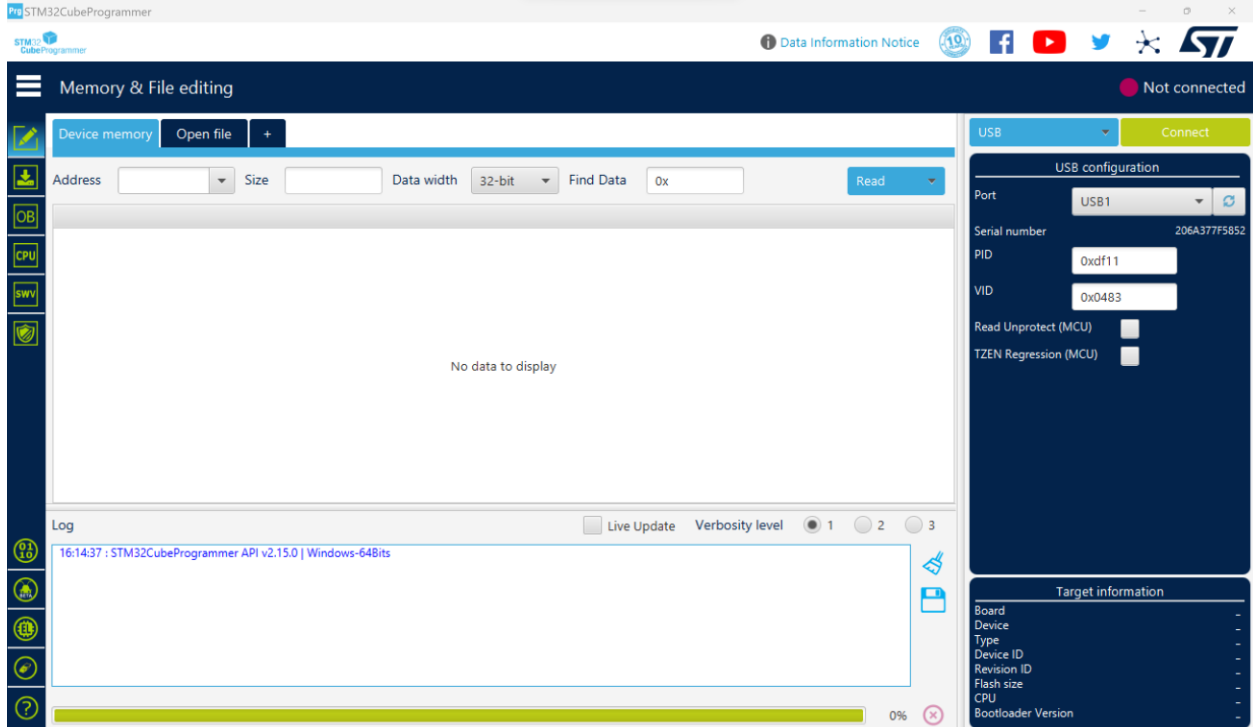 Prg STM32CubeProgrammer
STM32 CubeProgrammer
Data Information Notice
Memory & File editing
Not connected
Device memory Open file +
USB Connect
Address Size Data width 32-bit Find Data 0x Read
USB configuration
Port USB1
Serial number 206A377F5852
PID 0xdf11
VID 0x0483
Read Unprotect (MCU)
TZEN Regression (MCU)
OB
CPU
SWV
No data to display
Log Live Update Verbosity level 1 2 3
16:14:37 : STM32CubeProgrammer API v2.15.0 | Windows-64Bits
Target information
Board -
Device -
Type -
Device ID -
Revision ID -
Flash size -
CPU -
Bootloader Version -
0%